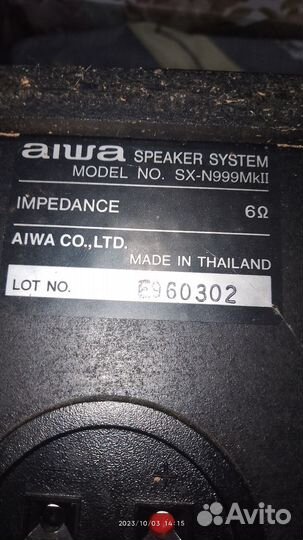 aiwa SPEAKER SYSTEM
MODEL NO. SX-N999MkII
IMPEDANCE 6Ω
AIWA CO.,LTD.
MADE IN THAILAND
LOT NO. E960302
2023/10/03 14:15
Avito